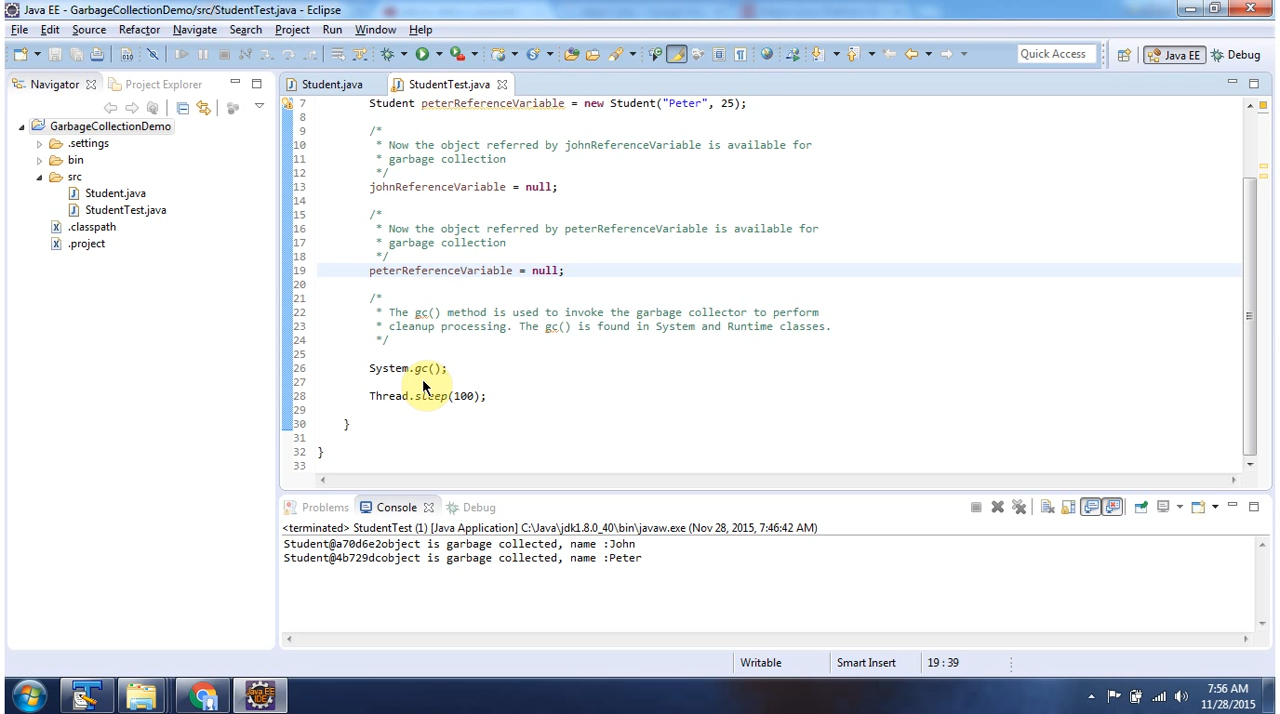 Java EE - GarbageCollectionDemo/src/StudentTest.java - Eclipse
File Edit Source Refactor Navigate Search Project Run Window Help
Quick Access Java EE Debug
Navigator Project Explorer
Student.java StudentTest.java
GarbageCollectionDemo
.settings
bin
src
Student.java
StudentTest.java
.classpath
.project
7 Student peterReferenceVariable = new Student("Peter", 25);
8
9 /*
10 * Now the object referred by johnReferenceVariable is available for
11 * garbage collection
12 */
13 johReferenceVariable = null;
14
15 /*
16 * Now the object referred by peterReferenceVariable is available for
17 * garbage collection
18 */
19 peterReferenceVariable = null;
20
21 /*
22 * The gc() method is used to invoke the garbage collector to perform
23 * cleanup processing. The gc() is found in System and Runtime classes.
24 */
25
26 System.gc();
27
28 Thread.sleep(100);
29
30 }
31
32 }
33
Problems Console Debug
<terminated> StudentTest (1) [Java Application] C:\Java\jdk1.8.0_40\bin\javaw.exe (Nov 28, 2015, 7:46:42 AM)
Student@a70d6e2object is garbage collected, name :John
Student@4b729dcobject is garbage collected, name :Peter
Writable Smart Insert 19 : 39
Java EE IDE
7:56 AM
11/28/2015